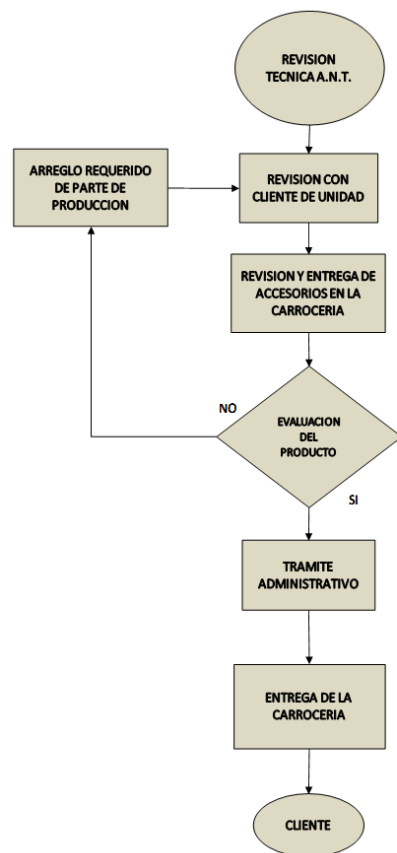 REVISION
TECNICA A.N.T.
ARREGLO REQUERIDO
DE PARTE DE
PRODUCCION
REVISION CON
CLIENTE DE UNIDAD
REVISION Y ENTREGA DE
ACCESORIOS EN LA
CARROCERIA
NO
EVALUACION
DEL
PRODUCTO
SI
TRAMITE
ADMINISTRATIVO
ENTREGA DE LA
CARROCERIA
CLIENTE